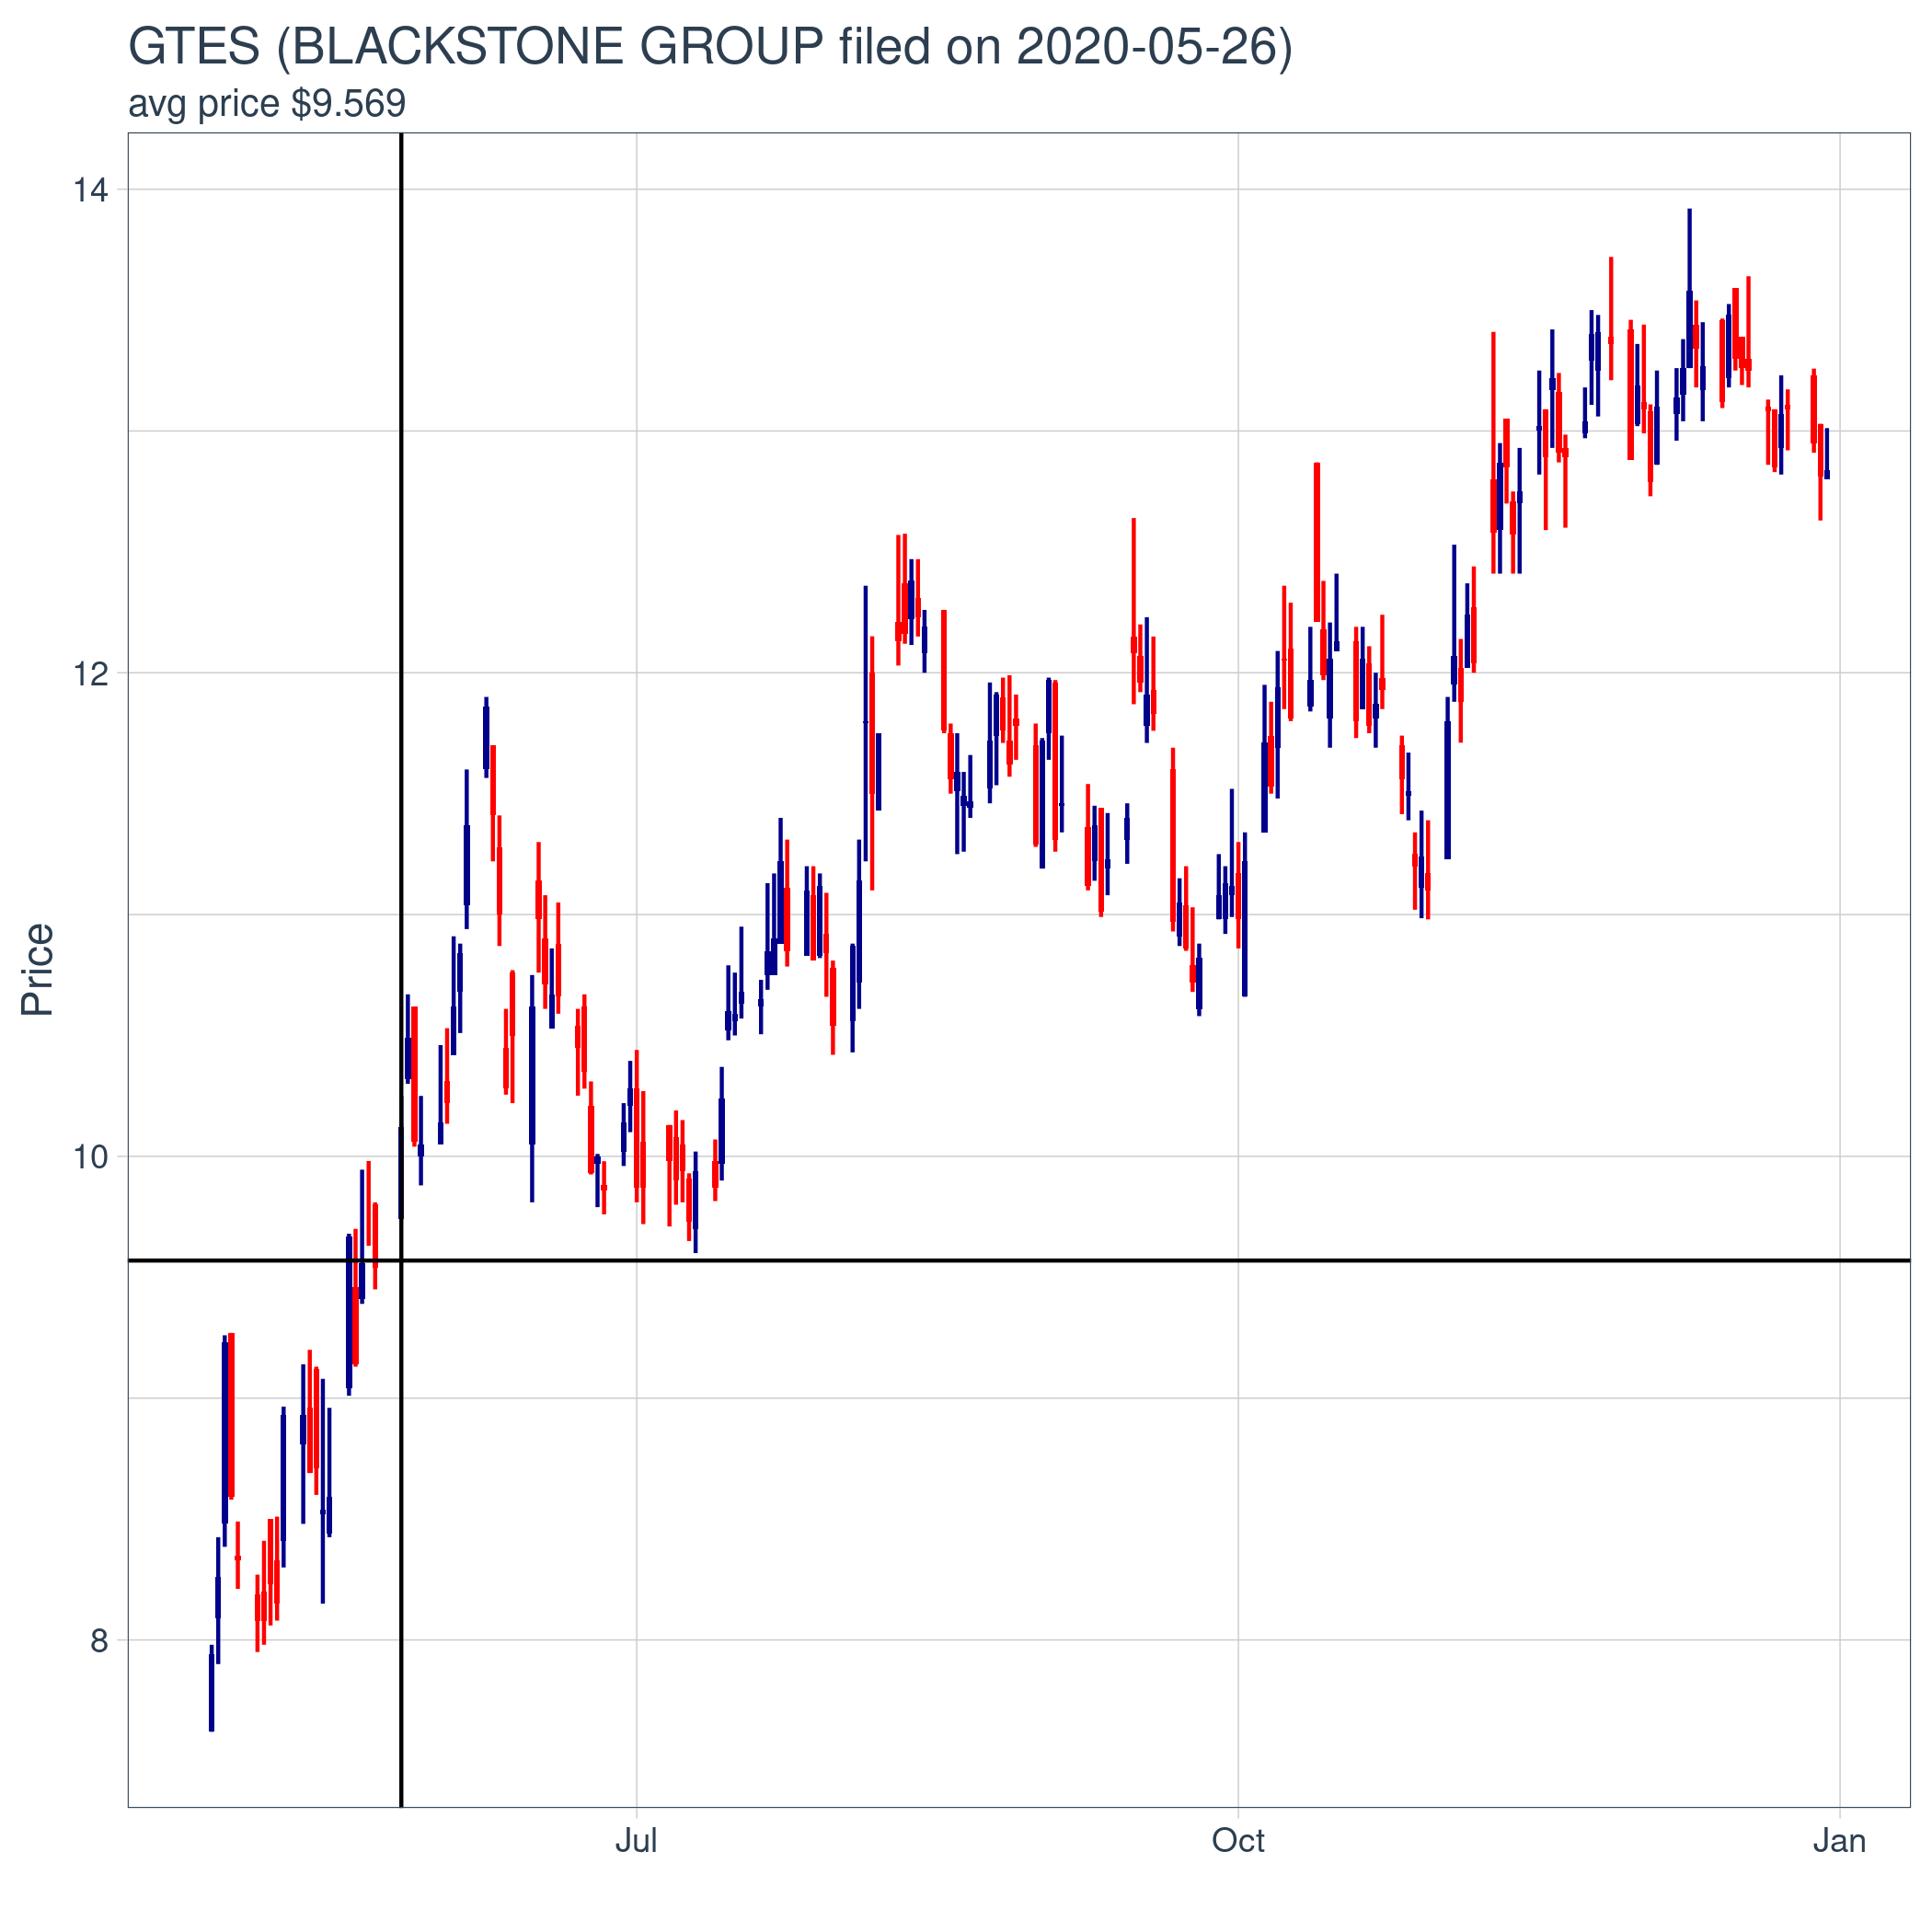 GTES (BLACKSTONE GROUP filed on 2020-05-26)
avg price $9.569
14
12
10
8
Price
Jul Oct Jan